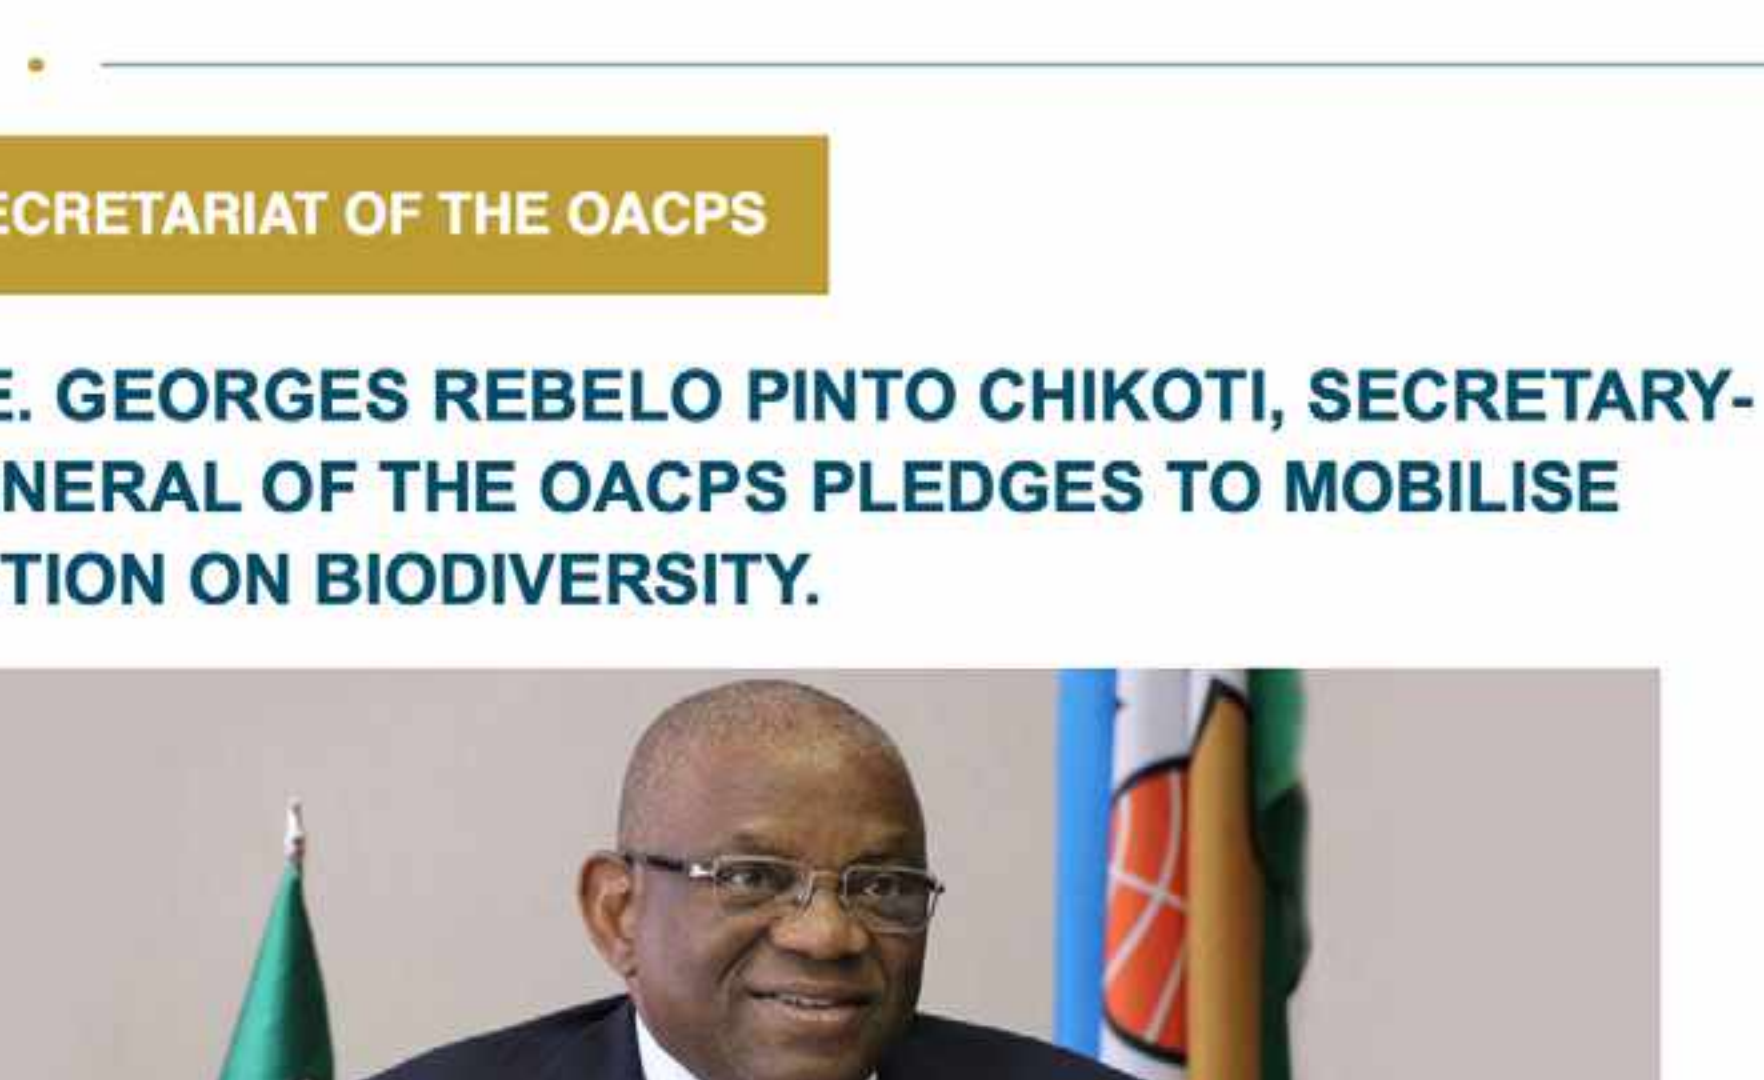 ECRETARIAT OF THE OACPS
E. GEORGES REBELO PINTO CHIKOTI, SECRETARY-
NERAL OF THE OACPS PLEDGES TO MOBILISE
TION ON BIODIVERSITY.